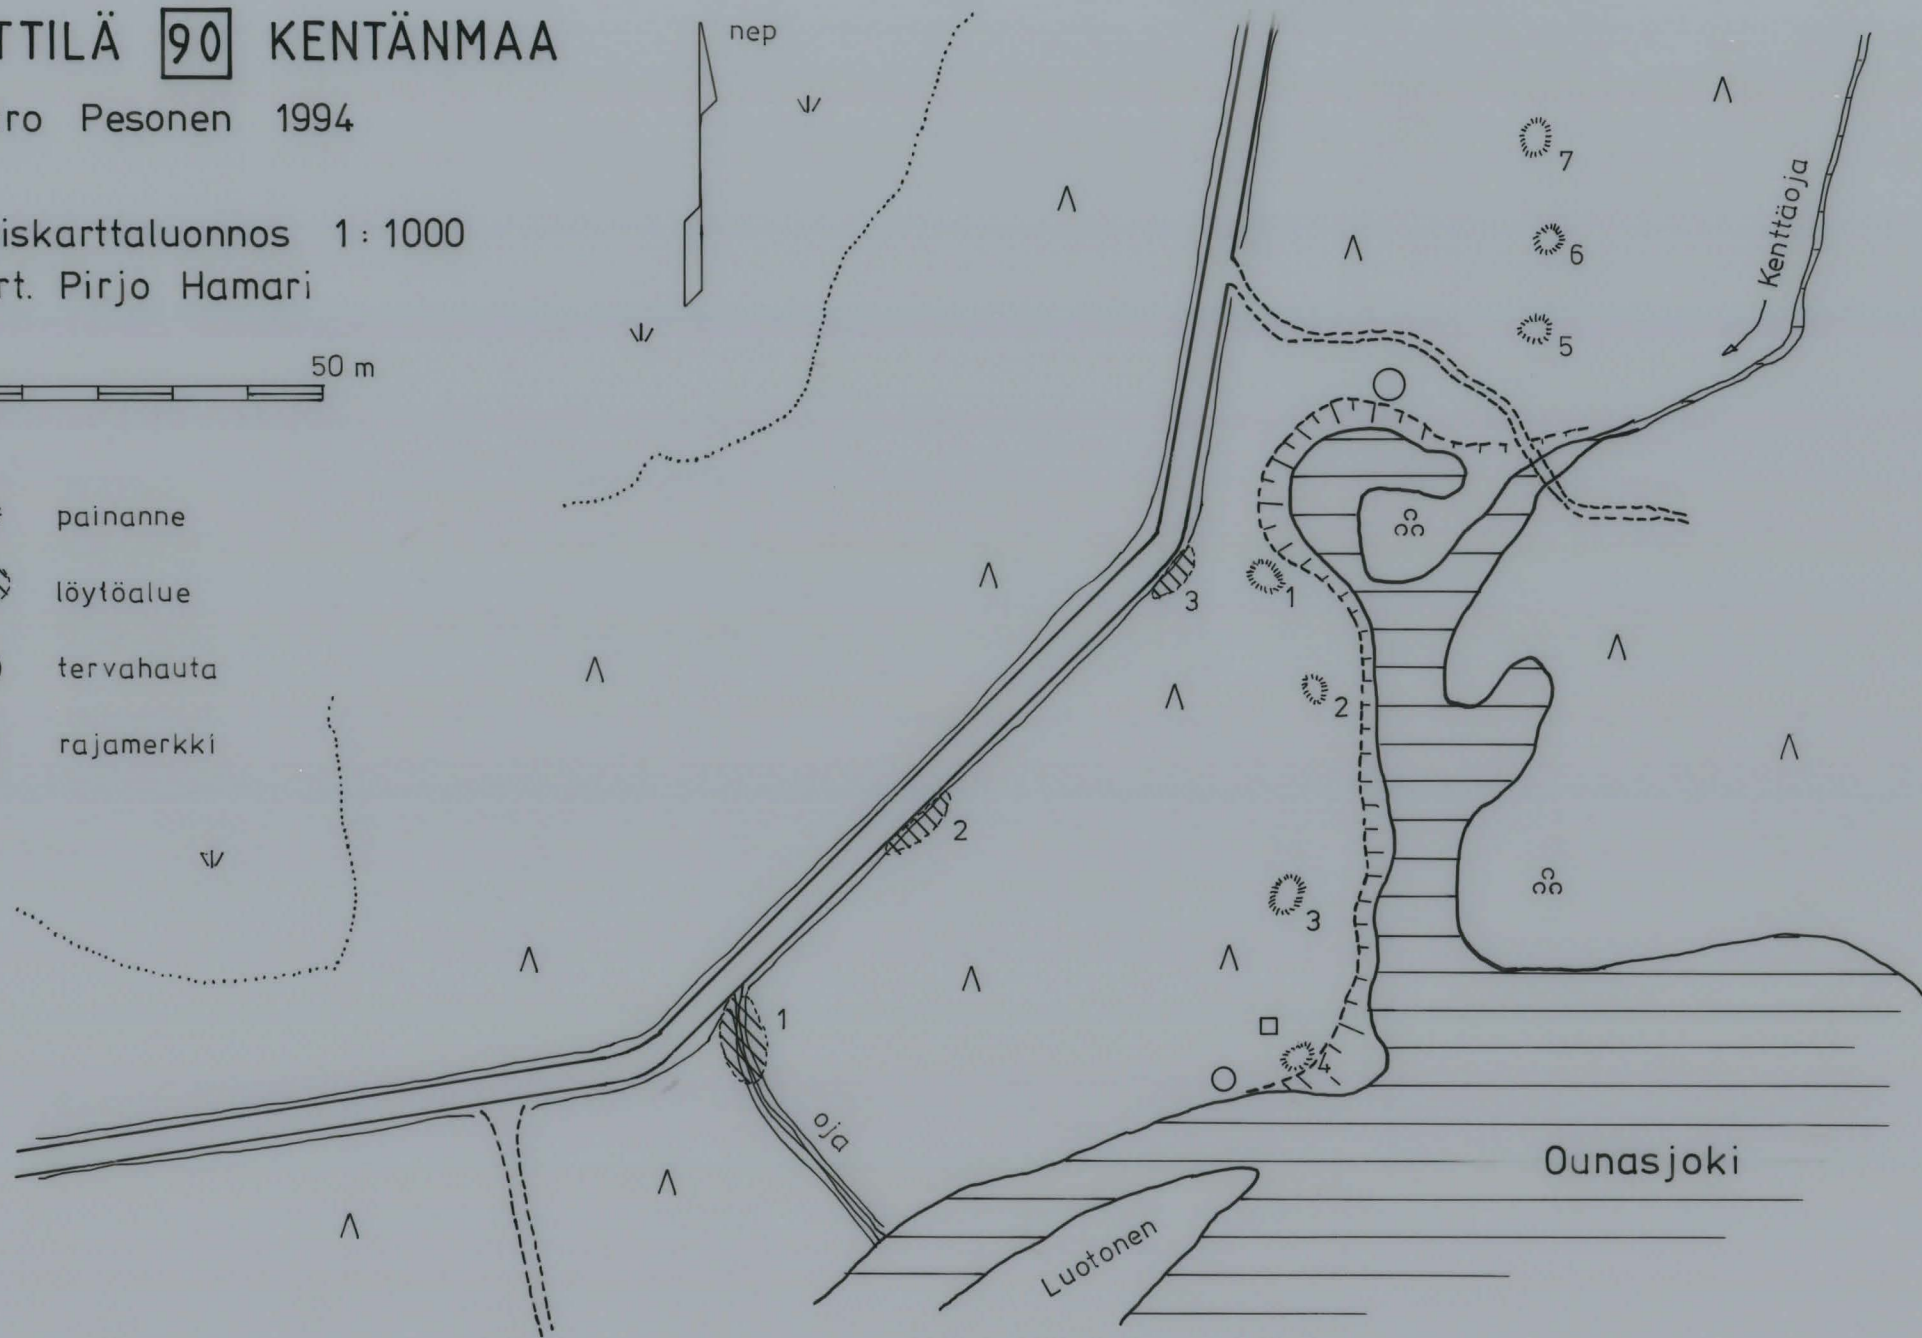 TTILÄ 90 KENTÄNMAA
ro Pesonen 1994
iskarttaluonnos 1:1000
rt. Pirjo Hamari
50 m
painanne
löytöalue
tervahauta
rajamerkki
nep
7
6
5
Kenttäoja
3
1
2
2
3
1
4
oja
Ounasjoki
Luotonen